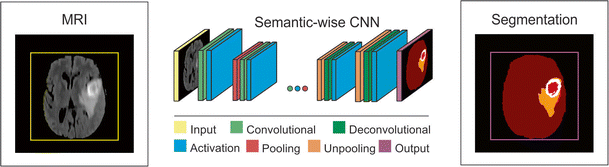 MRI
Semantic-wise CNN
Segmentation
Input
Convolutional
Deconvolutional
Activation
Pooling
Unpooling
Output